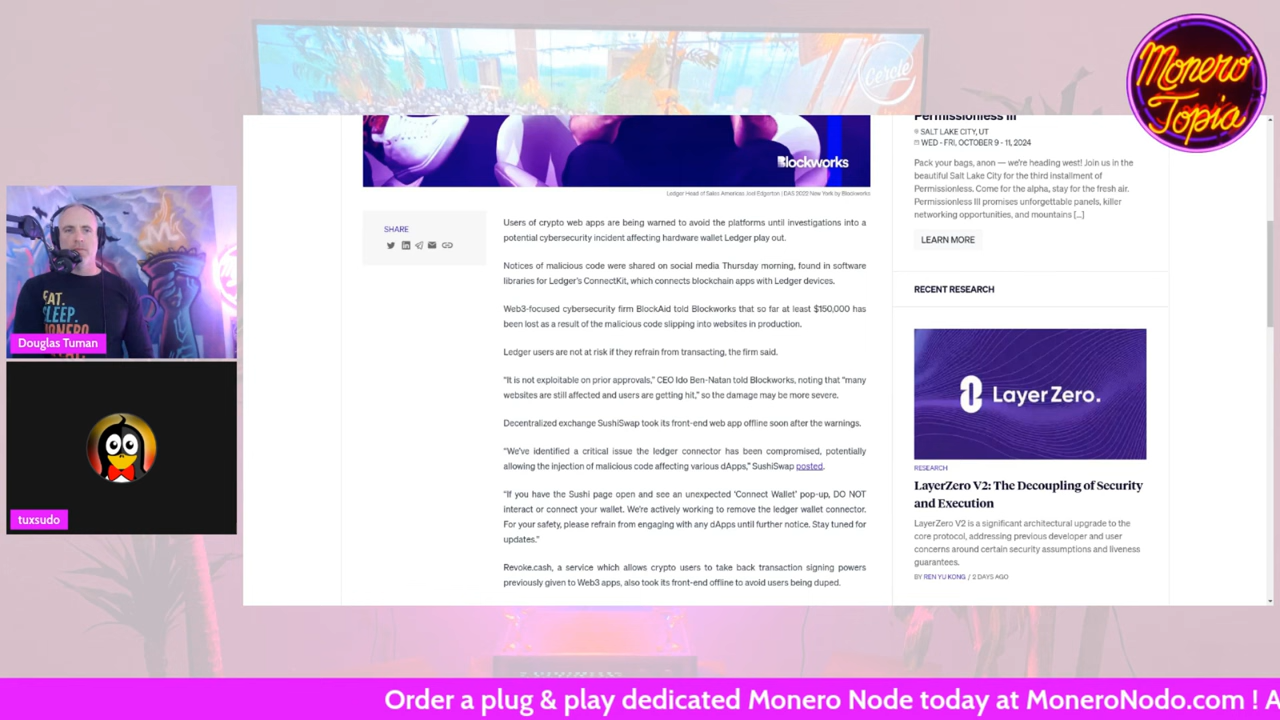 Cercle
Monero
Topia
Blockworks
Ledger Head of Sales Americas Joel Edgerton | DAS 2022 New York by Blockworks
SHARE
Users of crypto web apps are being warned to avoid the platforms until investigations into a
potential cybersecurity incident affecting hardware wallet Ledger play out.
Notices of malicious code were shared on social media Thursday morning, found in software
libraries for Ledger's ConnectKit, which connects blockchain apps with Ledger devices.
Web3-focused cybersecurity firm BlockAid told Blockworks that so far at least $150,000 has
been lost as a result of the malicious code slipping into websites in production.
Ledger users are not at risk if they refrain from transacting, the firm said.
"It is not exploitable on prior approvals," CEO Ido Ben-Natan told Blockworks, noting that "many
websites are still affected and users are getting hit," so the damage may be more severe.
Decentralized exchange SushiSwap took its front-end web app offline soon after the warnings.
"We've identified a critical issue the ledger connector has been compromised, potentially
allowing the injection of malicious code affecting various dApps," SushiSwap posted.
"If you have the Sushi page open and see an unexpected 'Connect Wallet' pop-up, DO NOT
interact or connect your wallet. We're actively working to remove the ledger wallet connector.
For your safety, please refrain from engaging with any dApps until further notice. Stay tuned for
updates."
Revoke.cash, a service which allows crypto users to take back transaction signing powers
previously given to Web3 apps, also took its front-end offline to avoid users being duped.
Permissionless III
SALT LAKE CITY, UT
WED - FRI, OCTOBER 9 - 11, 2024
Pack your bags, anon — we're heading west! Join us in the
beautiful Salt Lake City for the third installment of
Permissionless. Come for the alpha, stay for the fresh air.
Permissionless III promises unforgettable panels, killer
networking opportunities, and mountains [...]
LEARN MORE
RECENT RESEARCH
LayerZero.
RESEARCH
LayerZero V2: The Decoupling of Security
and Execution
LayerZero V2 is a significant architectural upgrade to the
core protocol, addressing previous developer and user
concerns around certain security assumptions and liveness
guarantees.
BY REN YU KONG / 2 DAYS AGO
EAT.
SLEEP.
MONERO
Douglas Tuman
tuxsudo
Order a plug & play dedicated Monero Node today at MoneroNodo.com ! A